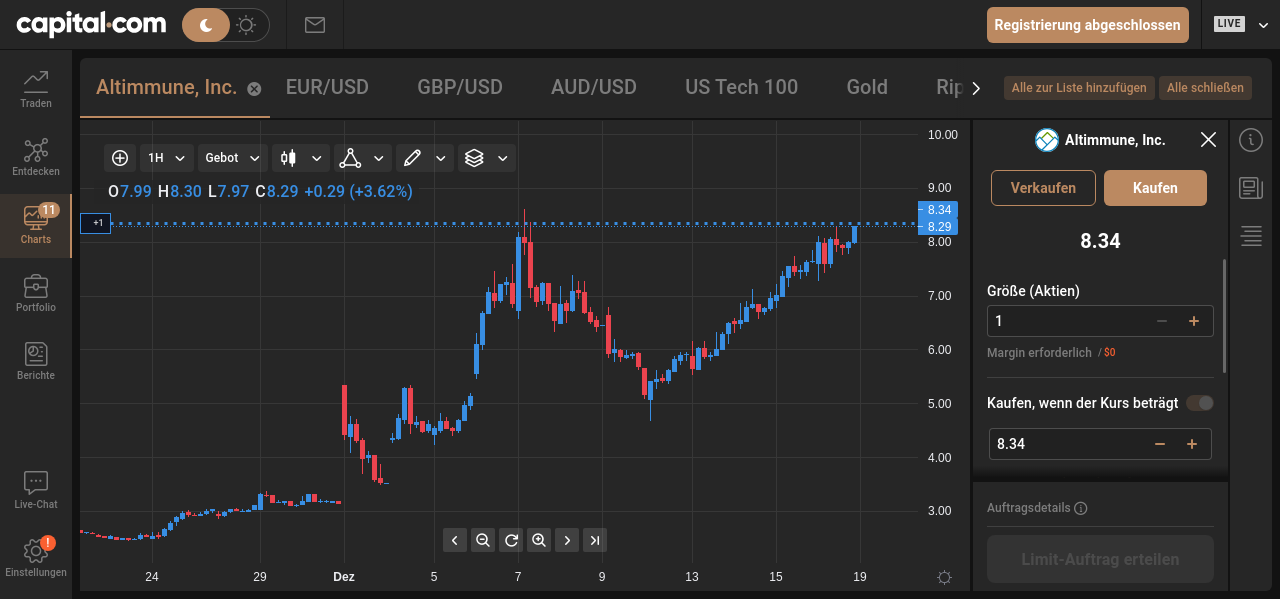 capital.com
Registrierung abgeschlossen
LIVE
Traden
Entdecken
11
Charts
Portfolio
Berichte
Live-Chat
!
Einstellungen
Altimmune, Inc.
EUR/USD
GBP/USD
AUD/USD
US Tech 100
Gold
Rip
Alle zur Liste hinzufügen
Alle schließen
1H
Gebot
O7.99 H8.30 L7.97 C8.29 +0.29 (+3.62%)
+1
10.00
9.00
8.34
8.29
8.00
7.00
6.00
5.00
4.00
3.00
24
29
Dez
5
7
9
13
15
19
Altimmune, Inc.
Verkaufen
Kaufen
8.34
Größe (Aktien)
1
Margin erforderlich / $0
Kaufen, wenn der Kurs beträgt
8.34
Auftragsdetails
Limit-Auftrag erteilen